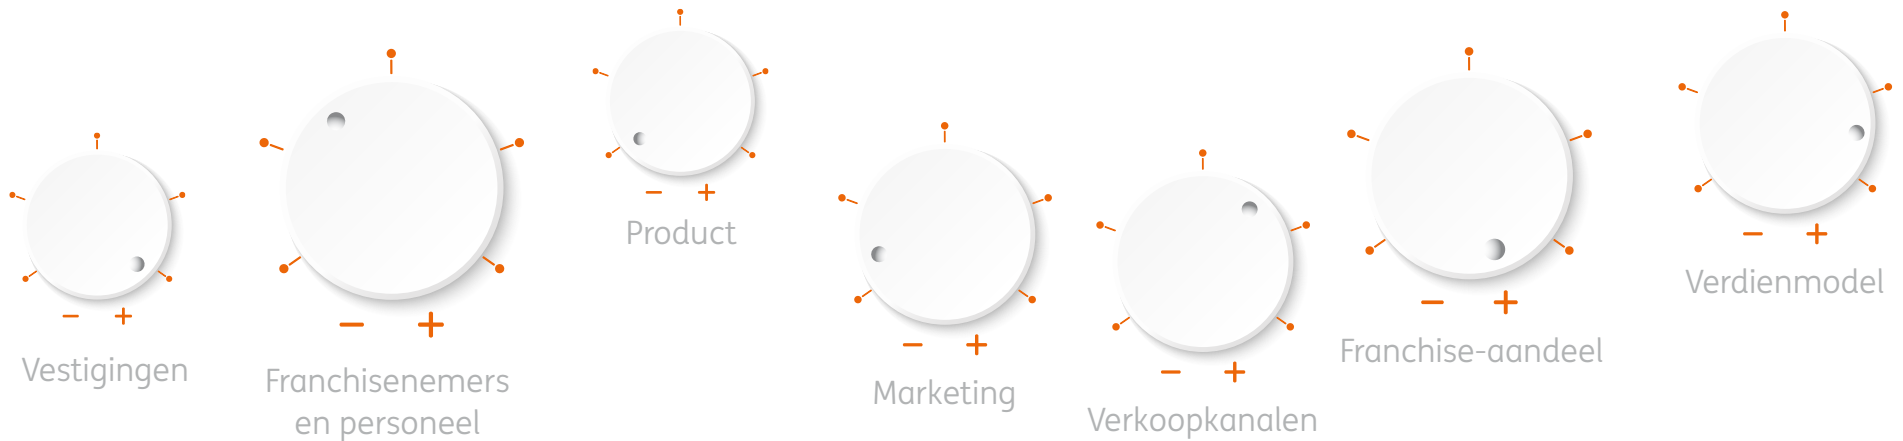 Vestigingen
Franchisenemers
en personeel
Product
Marketing
Verkoopkanalen
Franchise-aandeel
Verdienmodel